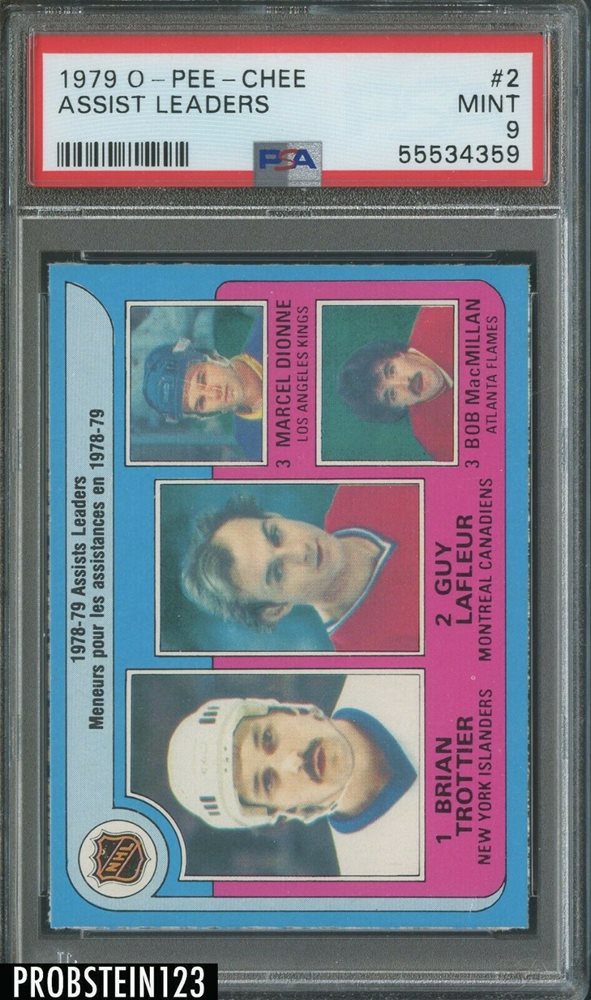 1979 O-PEE-CHEE #2
ASSIST LEADERS MINT
9
PSA 55534359
1978-79 Assists Leaders
Meneurs pour les assistances en 1978-79
NHL
1 BRIAN
TROTTIER
NEW YORK ISLANDERS
2 GUY
LAFLEUR
MONTREAL CANADIENS
3 MARCEL DIONNE
LOS ANGELES KINGS
3 BOB MacMILLAN
ATLANTA FLAMES
PROBSTEIN123